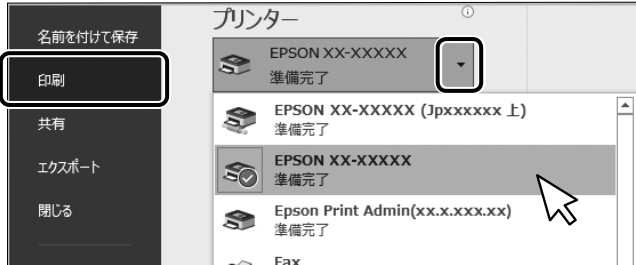 名前を付けて保存
印刷
共有
エクスポート
閉じる
プリンター
EPSON XX-XXXXX
準備完了
EPSON XX-XXXXX (Jpxxxxxx 上)
準備完了
EPSON XX-XXXXX
準備完了
Epson Print Admin(xx.x.xxx.xx)
準備完了
Fax